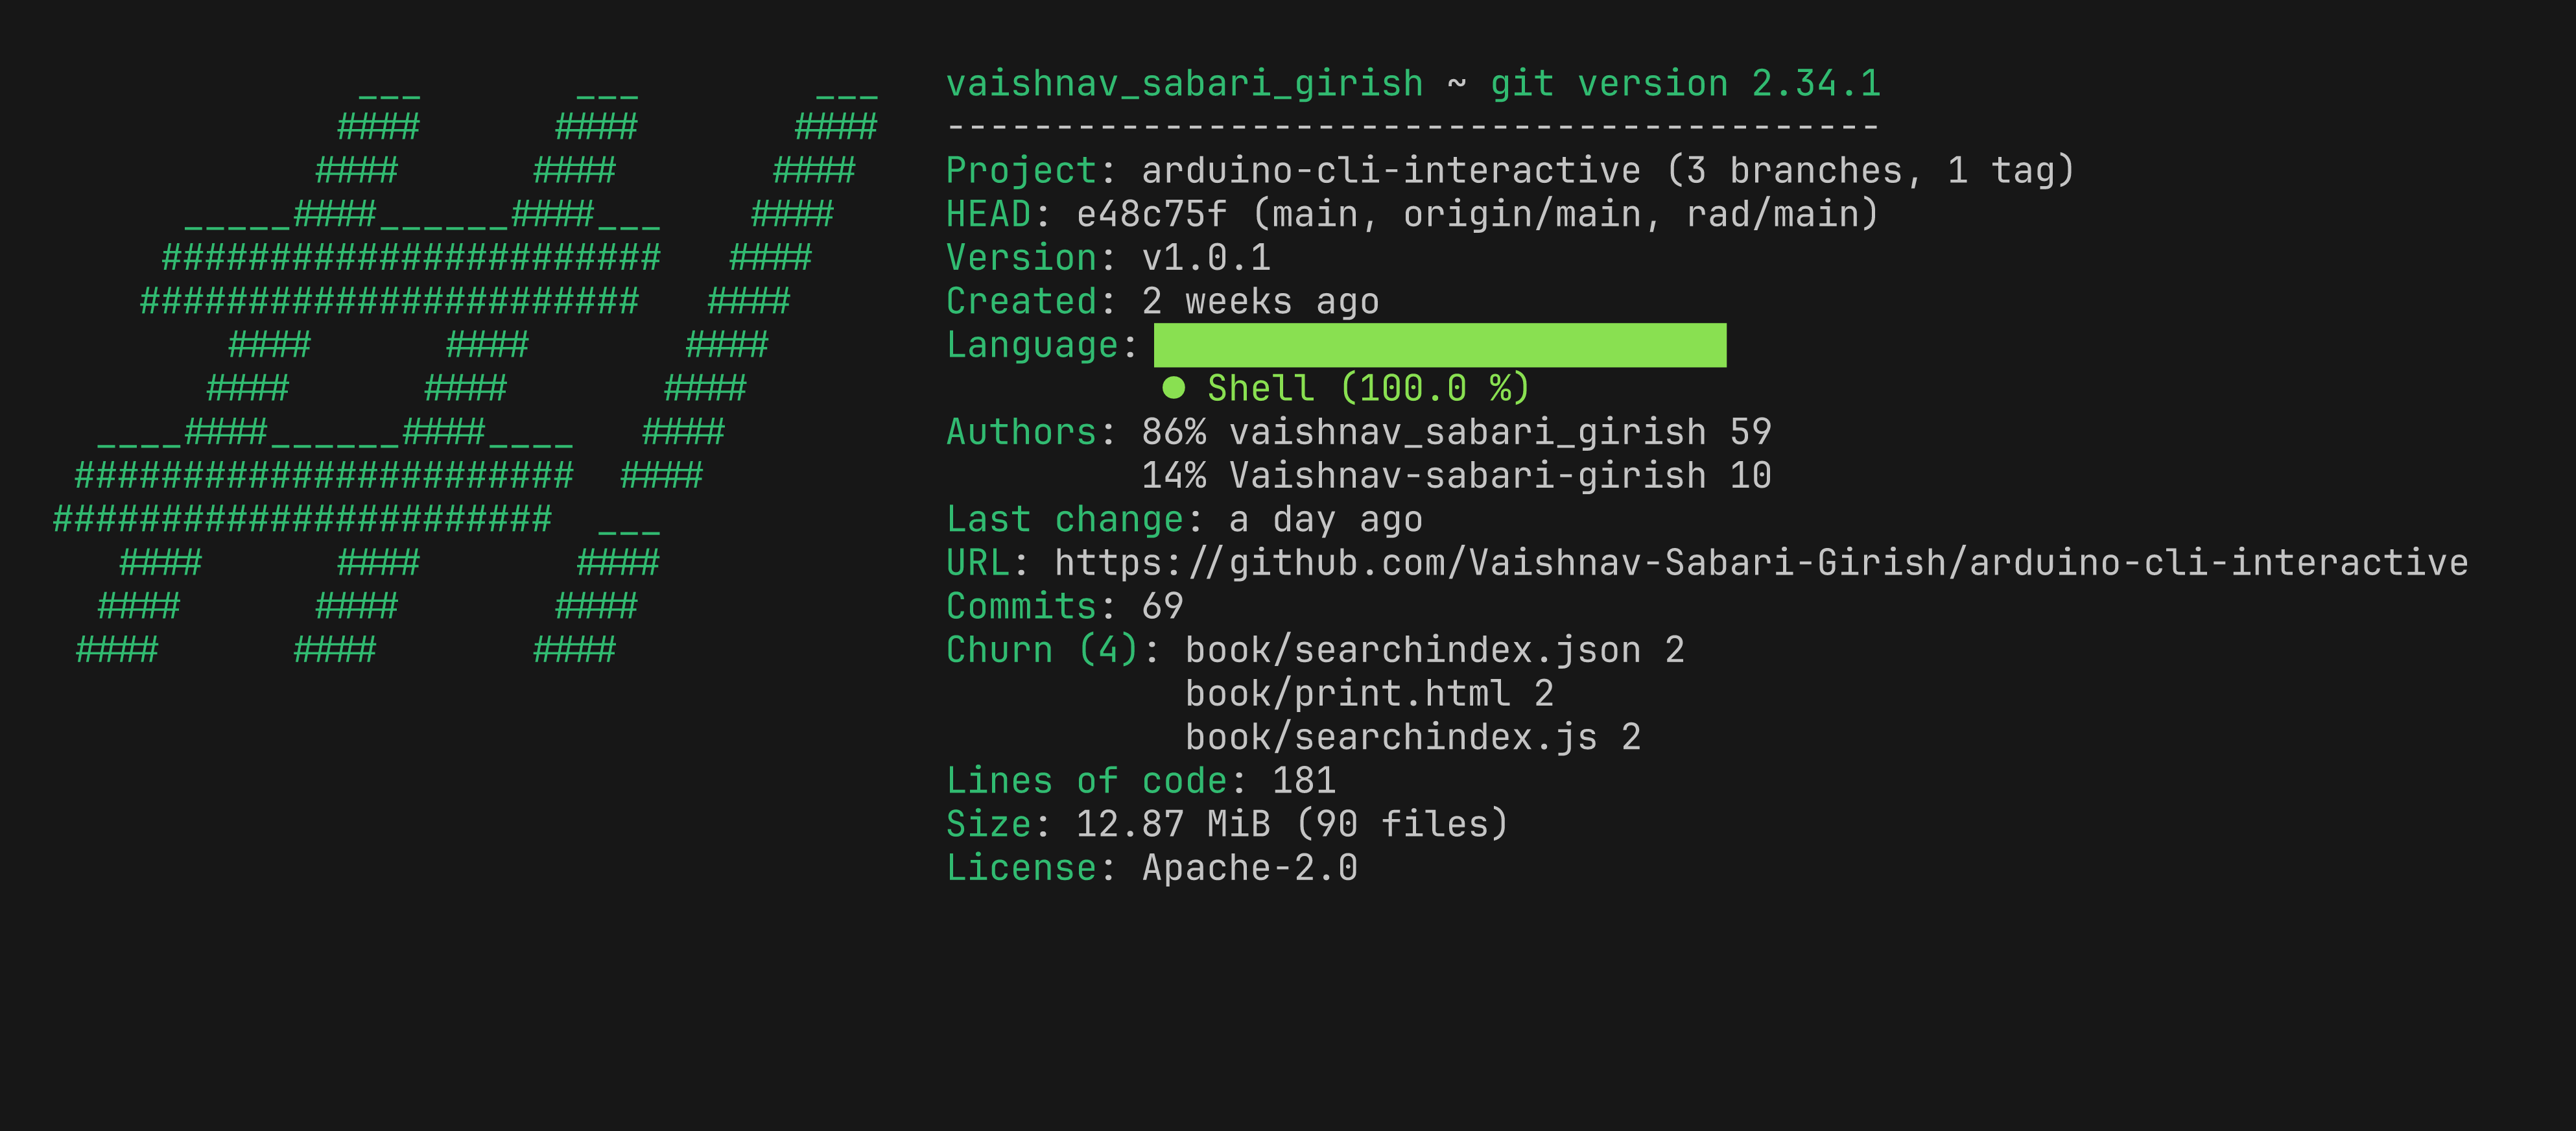 vaishnav_sabari_girish ~ git version 2.34.1
-------------------------------------------
Project: arduino-cli-interactive (3 branches, 1 tag)
HEAD: e48c75f (main, origin/main, rad/main)
Version: v1.0.1
Created: 2 weeks ago
Language:
● Shell (100.0 %)
Authors: 86% vaishnav_sabari_girish 59
14% Vaishnav-sabari-girish 10
Last change: a day ago
URL: https://github.com/Vaishnav-Sabari-Girish/arduino-cli-interactive
Commits: 69
Churn (4): book/searchindex.json 2
book/print.html 2
book/searchindex.js 2
Lines of code: 181
Size: 12.87 MiB (90 files)
License: Apache-2.0